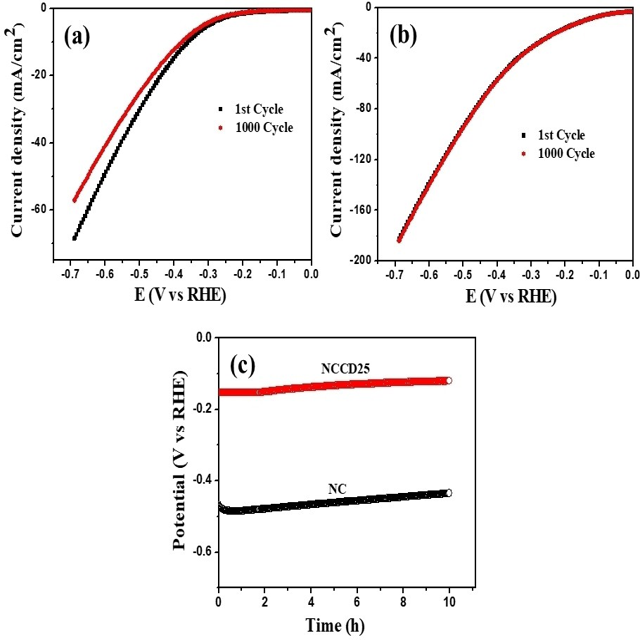 (a)
0
-20
-40
-60
Current density (mA/cm²)
1st Cycle
1000 Cycle
-0.7 -0.6 -0.5 -0.4 -0.3 -0.2 -0.1 0.0
E (V vs RHE)
(b)
0
-40
-80
-120
-160
-200
Current density (mA/cm²)
1st Cycle
1000 Cycle
-0.7 -0.6 -0.5 -0.4 -0.3 -0.2 -0.1 0.0
E (V vs RHE)
(c)
0.0
-0.2
-0.4
-0.6
Potential (V vs RHE)
NCCD25
NC
0 2 4 6 8 10
Time (h)